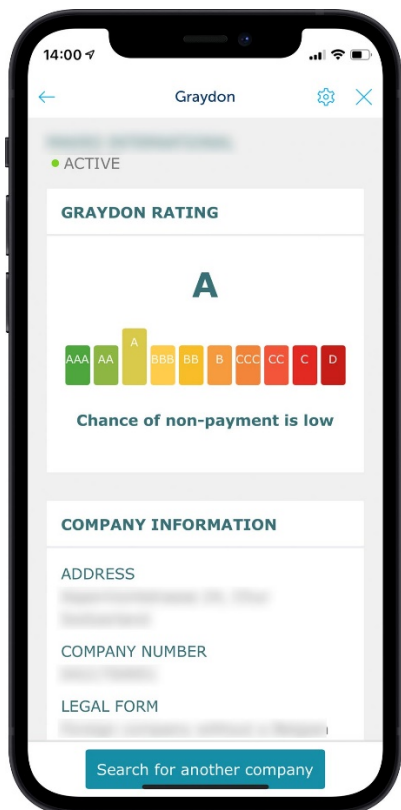 14:00
Graydon
ACTIVE
GRAYDON RATING
A
AAA AA A BBB BB B CCC CC C D
Chance of non-payment is low
COMPANY INFORMATION
ADDRESS
COMPANY NUMBER
LEGAL FORM
Search for another company